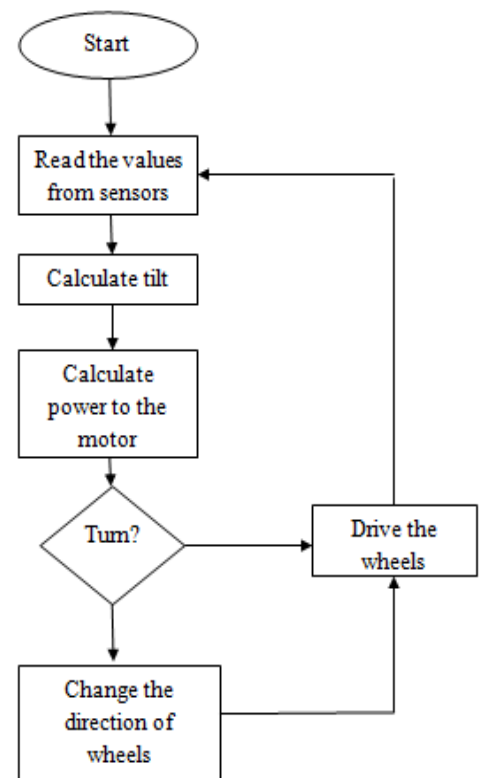 Start
Read the values
from sensors
Calculate tilt
Calculate
power to the
motor
Turn?
Drive the
wheels
Change the
direction of
wheels